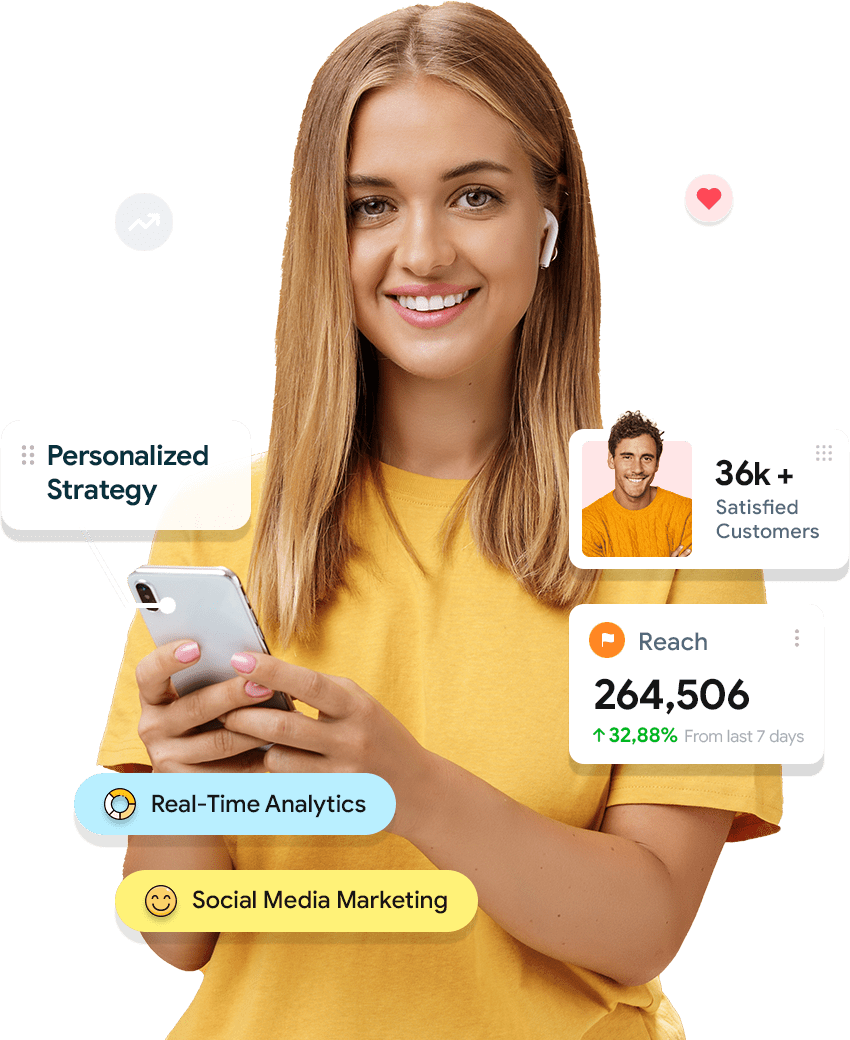 Personalized
Strategy
36k +
Satisfied
Customers
Reach
264,506
↑ 32,88% From last 7 days
Real-Time Analytics
Social Media Marketing